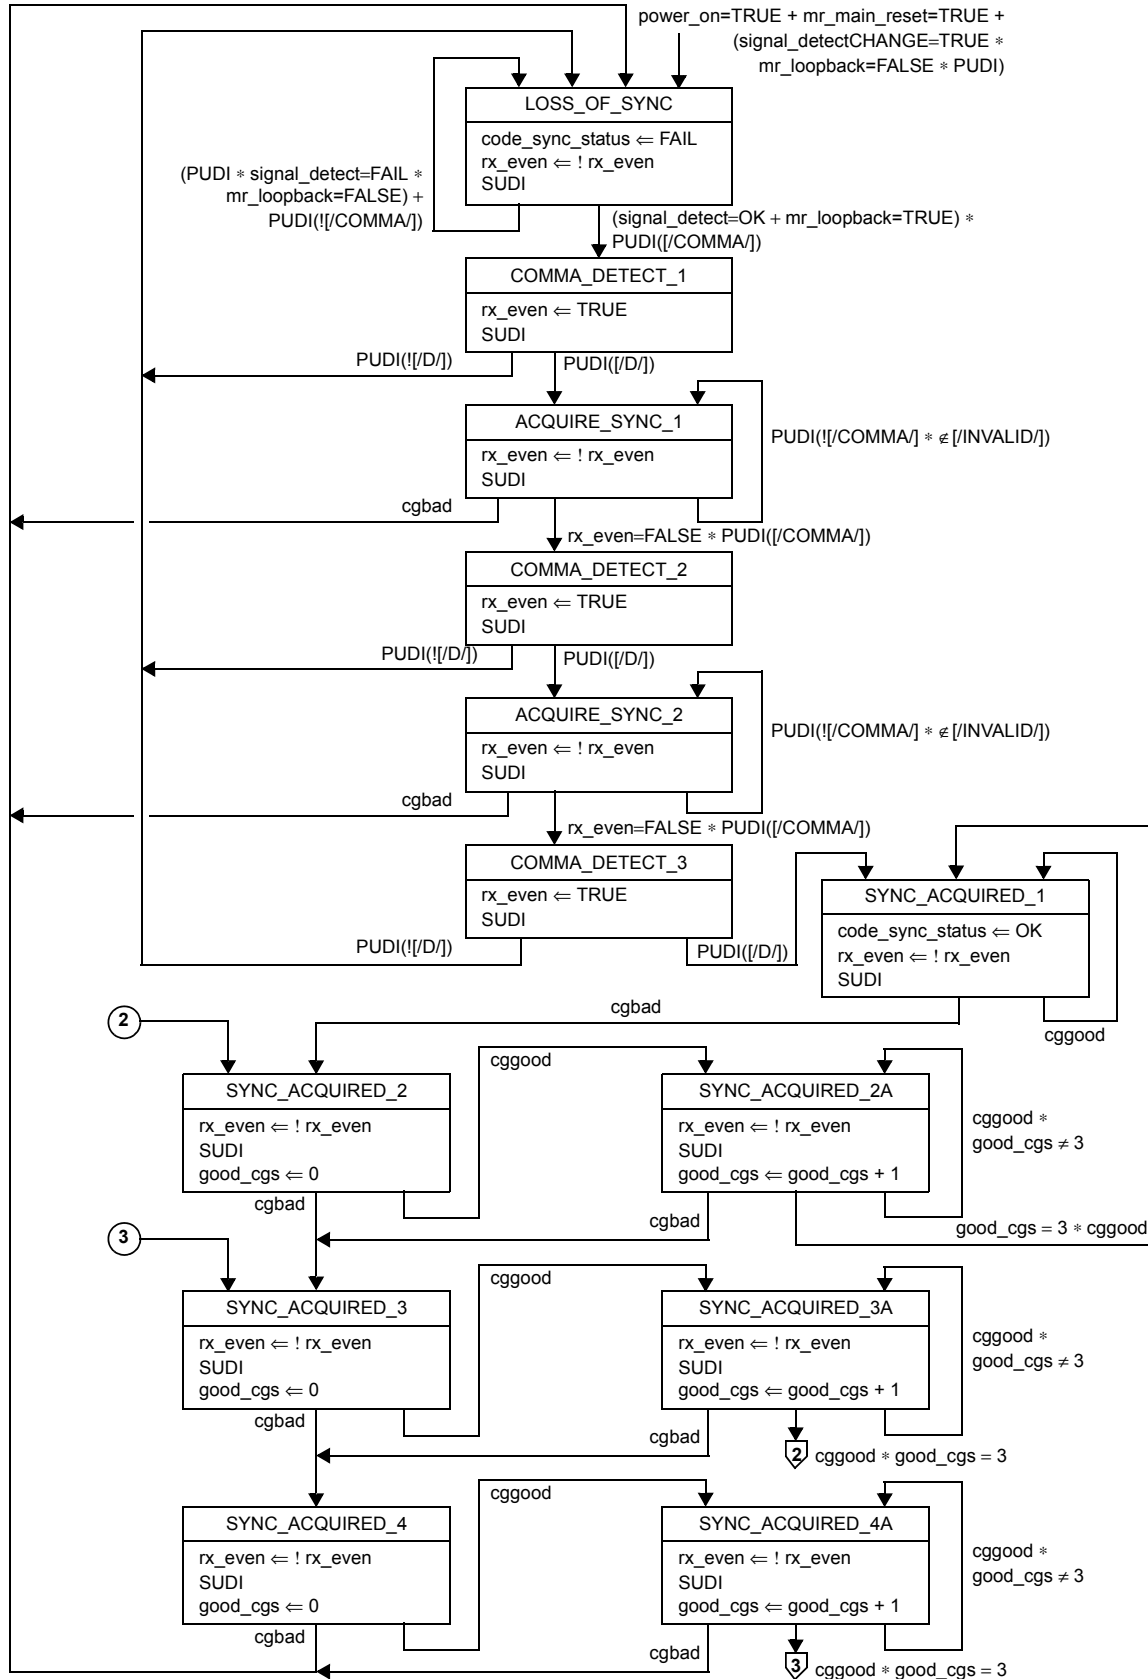 power_on=TRUE + mr_main_reset=TRUE +
(signal_detectCHANGE=TRUE ∗
mr_loopback=FALSE ∗ PUDI)
LOSS_OF_SYNC
code_sync_status ⇐ FAIL
rx_even ⇐ ! rx_even
SUDI
(PUDI ∗ signal_detect=FAIL ∗
mr_loopback=FALSE) +
PUDI(![/COMMA/])
(signal_detect=OK + mr_loopback=TRUE) ∗
PUDI([/COMMA/])
COMMA_DETECT_1
rx_even ⇐ TRUE
SUDI
PUDI(![/D/])
PUDI([/D/])
ACQUIRE_SYNC_1
rx_even ⇐ ! rx_even
SUDI
PUDI(![/COMMA/] ∗ ∉[/INVALID/])
cgbad
rx_even=FALSE ∗ PUDI([/COMMA/])
COMMA_DETECT_2
rx_even ⇐ TRUE
SUDI
PUDI(![/D/])
PUDI([/D/])
ACQUIRE_SYNC_2
rx_even ⇐ ! rx_even
SUDI
PUDI(![/COMMA/] ∗ ∉[/INVALID/])
cgbad
rx_even=FALSE ∗ PUDI([/COMMA/])
COMMA_DETECT_3
rx_even ⇐ TRUE
SUDI
PUDI(![/D/])
PUDI([/D/])
SYNC_ACQUIRED_1
code_sync_status ⇐ OK
rx_even ⇐ ! rx_even
SUDI
cgbad
cggood
2
SYNC_ACQUIRED_2
rx_even ⇐ ! rx_even
SUDI
good_cgs ⇐ 0
cggood
cgbad
SYNC_ACQUIRED_2A
rx_even ⇐ ! rx_even
SUDI
good_cgs ⇐ good_cgs + 1
cggood ∗
good_cgs ≠ 3
cgbad
good_cgs = 3 ∗ cggood
3
SYNC_ACQUIRED_3
rx_even ⇐ ! rx_even
SUDI
good_cgs ⇐ 0
cggood
cgbad
SYNC_ACQUIRED_3A
rx_even ⇐ ! rx_even
SUDI
good_cgs ⇐ good_cgs + 1
cggood ∗
good_cgs ≠ 3
cgbad
2
cggood ∗ good_cgs = 3
SYNC_ACQUIRED_4
rx_even ⇐ ! rx_even
SUDI
good_cgs ⇐ 0
cggood
cgbad
SYNC_ACQUIRED_4A
rx_even ⇐ ! rx_even
SUDI
good_cgs ⇐ good_cgs + 1
cggood ∗
good_cgs ≠ 3
cgbad
3
cggood ∗ good_cgs = 3